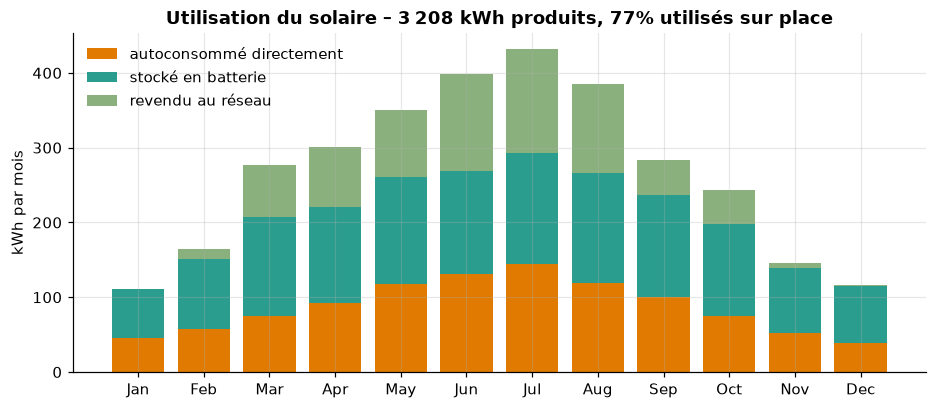 Utilisation du solaire – 3 208 kWh produits, 77% utilisés sur place
autoconsommé directement
stocké en batterie
revendu au réseau
kWh par mois
400
300
200
100
0
Jan Feb Mar Apr May Jun Jul Aug Sep Oct Nov Dec